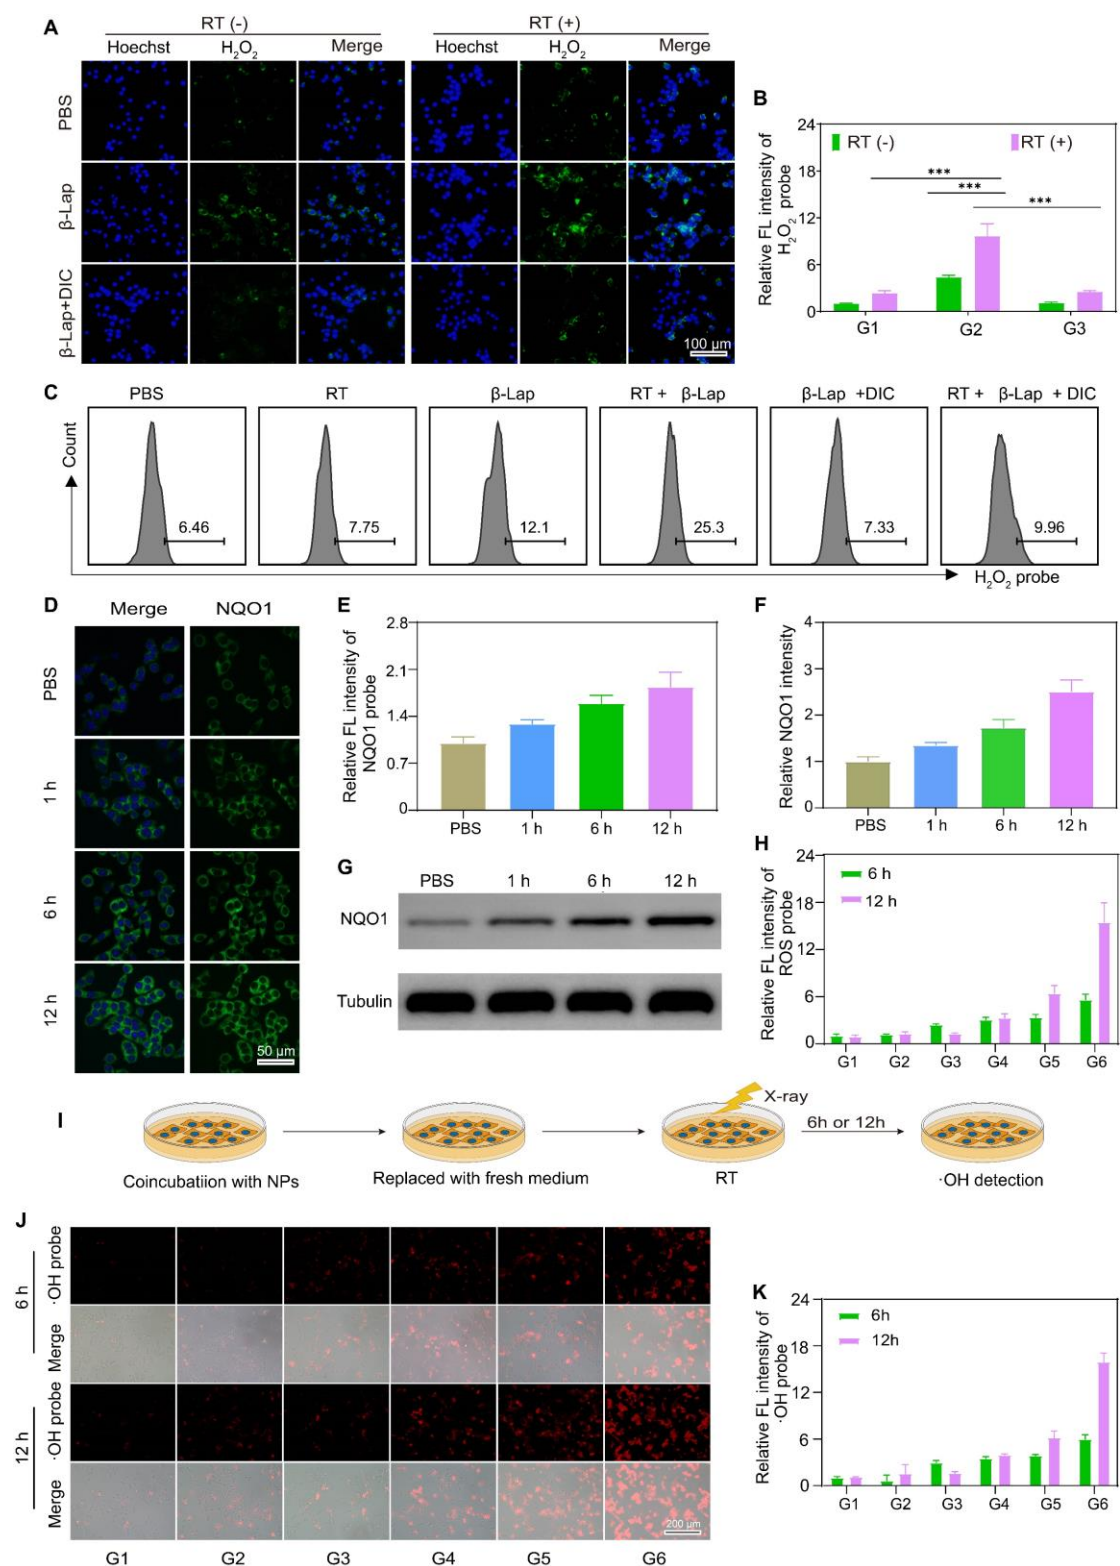 A
RT (-)
RT (+)
Hoechst H₂O₂ Merge
Hoechst H₂O₂ Merge
PBS
β-Lap
β-Lap+DIC
100 µm
B
Relative FL intensity of
H₂O₂ probe
24
18
12
6
0
RT (-)
RT (+)
***
***
***
G1 G2 G3
C
PBS RT β-Lap RT + β-Lap β-Lap +DIC RT + β-Lap + DIC
Count
6.46 7.75 12.1 25.3 7.33 9.96
H₂O₂ probe
D
Merge NQO1
PBS
1 h
6 h
12 h
50 µm
E
Relative FL intensity of
NQO1 probe
2.8
2.1
1.4
0.7
0
PBS 1 h 6 h 12 h
F
Relative NQO1 intensity
4
3
2
1
0
PBS 1 h 6 h 12 h
G
PBS 1 h 6 h 12 h
NQO1
Tubulin
H
Relative FL intensity of
ROS probe
24
18
12
6
0
6 h
12 h
G1 G2 G3 G4 G5 G6
I
X-ray
6h or 12h
Coincubatiion with NPs
Replaced with fresh medium
RT
·OH detection
J
6 h
·OH probe
Merge
12 h
·OH probe
Merge
200 µm
G1 G2 G3 G4 G5 G6
K
Relative FL intensity of
·OH probe
24
18
12
6
0
6h
12h
G1 G2 G3 G4 G5 G6